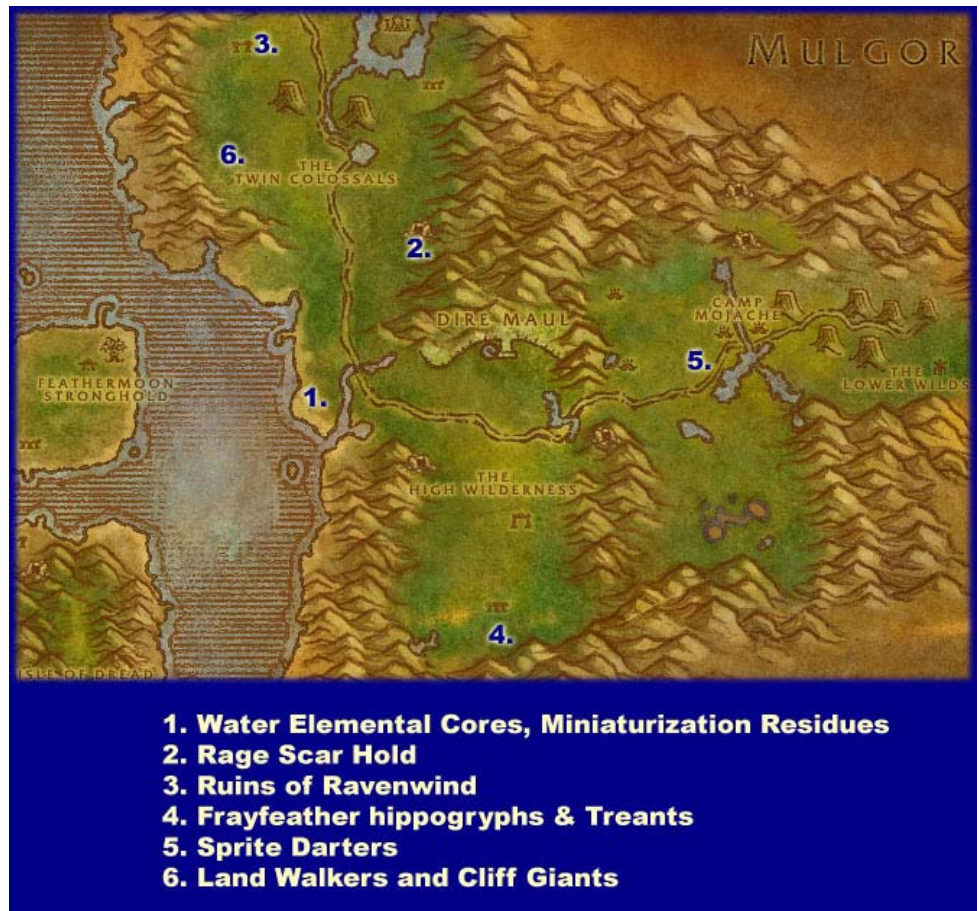 MULGOR
3.
6.
THE
TWIN COLOSSALS
2.
DIRE MAUL
CAMP
MOJACHE
5.
THE
LOWER WILDS
FEATHERMOON
STRONGHOLD
1.
THE
HIGH WILDERNESS
4.
ISLE OF DREAD
1. Water Elemental Cores, Miniaturization Residues
2. Rage Scar Hold
3. Ruins of Ravenwind
4. Frayfeather hippogryphs & Treants
5. Sprite Darters
6. Land Walkers and Cliff Giants